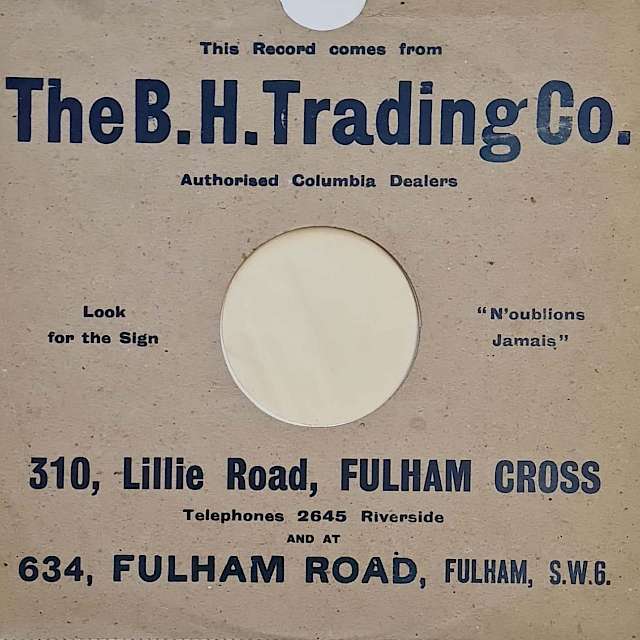 This Record comes from
The B.H. Trading Co.
Authorised Columbia Dealers
Look
for the Sign
"N'oublions
Jamais"
310, Lillie Road, FULHAM CROSS
Telephones 2645 Riverside
AND AT
634, FULHAM ROAD, FULHAM, S.W.6.